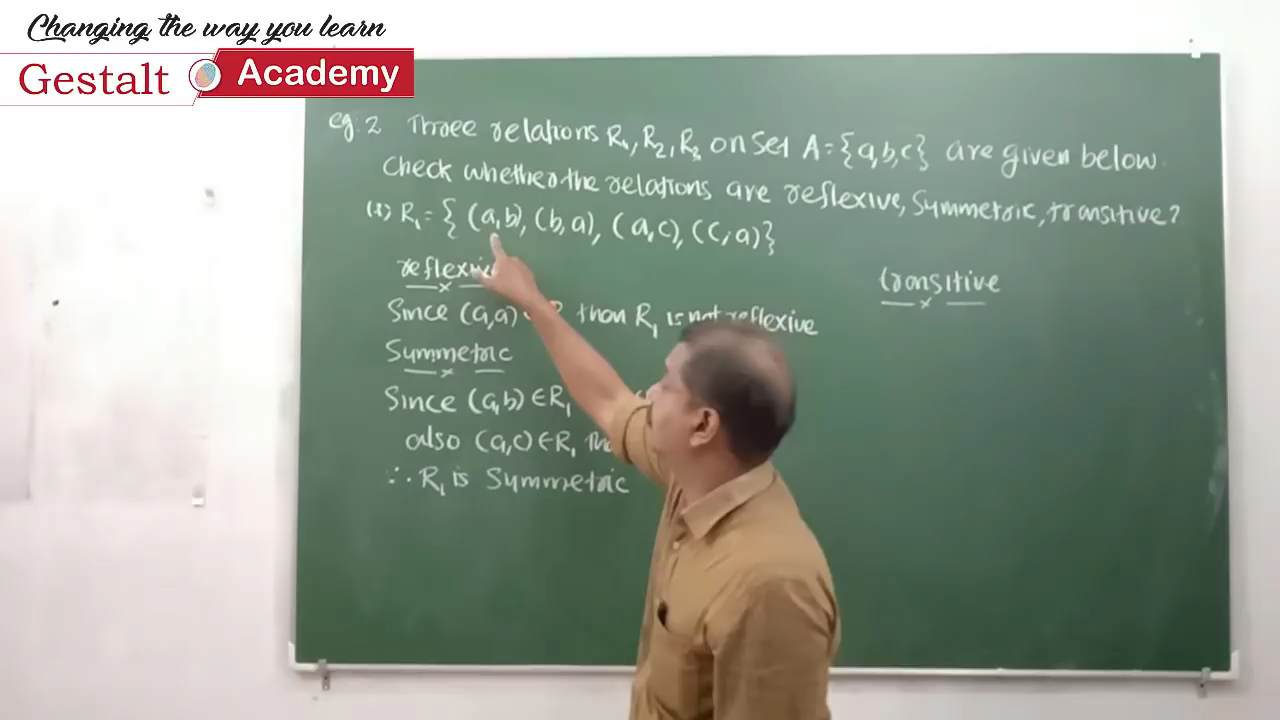 Changing the way you learn
Gestalt Academy
eg. 2 Three relations R₁, R₂, R₃ on Set A = {a,b,c} are given below.
Check whether the relations are reflexive, Symmetric, transitive?
(i) R₁ = { (a,b), (b,a), (a,c), (c,a)}
reflexive
transitive
Since (a,a) than R₁ is not reflexive
Symmetric
Since (a,b) ∈ R₁
also (a,c) ∈ R₁
∴ R₁ is Symmetric